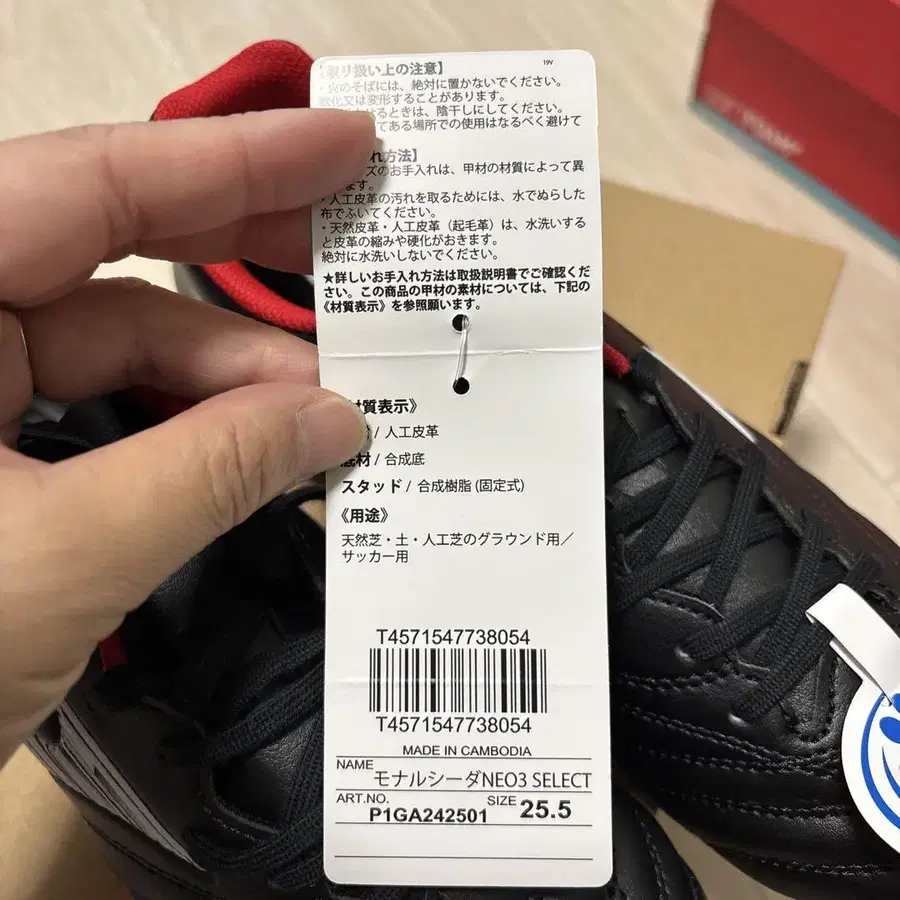 取り扱い上の注意】
19V
・火のそばには、絶対に置かないでください。
軟化又は変形することがあります。
るときは、陰干しにしてください。
てある場所での使用はなるべく避けて
れ方法】
ズのお手入れは、甲材の材質によって異
ます。
・人工皮革の汚れを取るためには、水でぬらした
布でふいてください。
・天然皮革・人工皮革（起毛革）は、水洗いする
と皮革の縮みや硬化がおきます。
絶対に水洗いしないでください。
★詳しいお手入れ方法は取扱説明書でご確認くだ
さい。この商品の甲材の素材については、下記の
《材質表示》を参照願います。
材質表示》
/ 人工皮革
底材 / 合成底
スタッド / 合成樹脂 (固定式)
《用途》
天然芝・土・人工芝のグラウンド用／
サッカー用
T4571547738054
T4571547738054
MADE IN CAMBODIA
NAME モナルシーダNEO3 SELECT
ART.NO. P1GA242501 SIZE 25.5